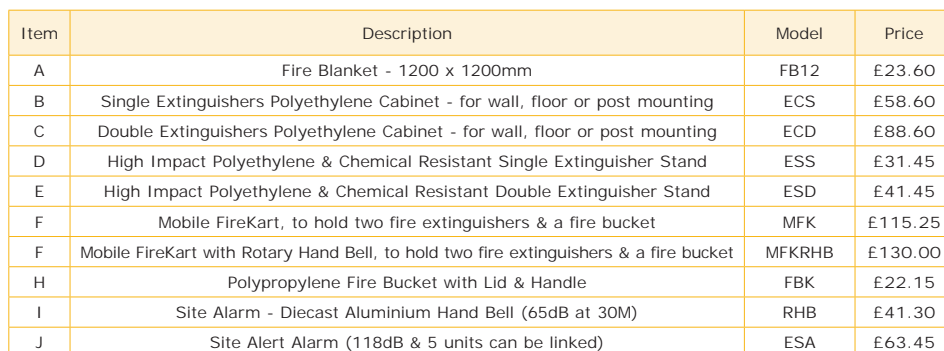 Item Description Model Price
A Fire Blanket - 1200 x 1200mm FB12 £23.60
B Single Extinguishers Polyethylene Cabinet - for wall, floor or post mounting ECS £58.60
C Double Extinguishers Polyethylene Cabinet - for wall, floor or post mounting ECD £88.60
D High Impact Polyethylene & Chemical Resistant Single Extinguisher Stand ESS £31.45
E High Impact Polyethylene & Chemical Resistant Double Extinguisher Stand ESD £41.45
F Mobile FireKart, to hold two fire extinguishers & a fire bucket MFK £115.25
F Mobile FireKart with Rotary Hand Bell, to hold two fire extinguishers & a fire bucket MFKRHB £130.00
H Polypropylene Fire Bucket with Lid & Handle FBK £22.15
I Site Alarm - Diecast Aluminium Hand Bell (65dB at 30M) RHB £41.30
J Site Alert Alarm (118dB & 5 units can be linked) ESA £63.45